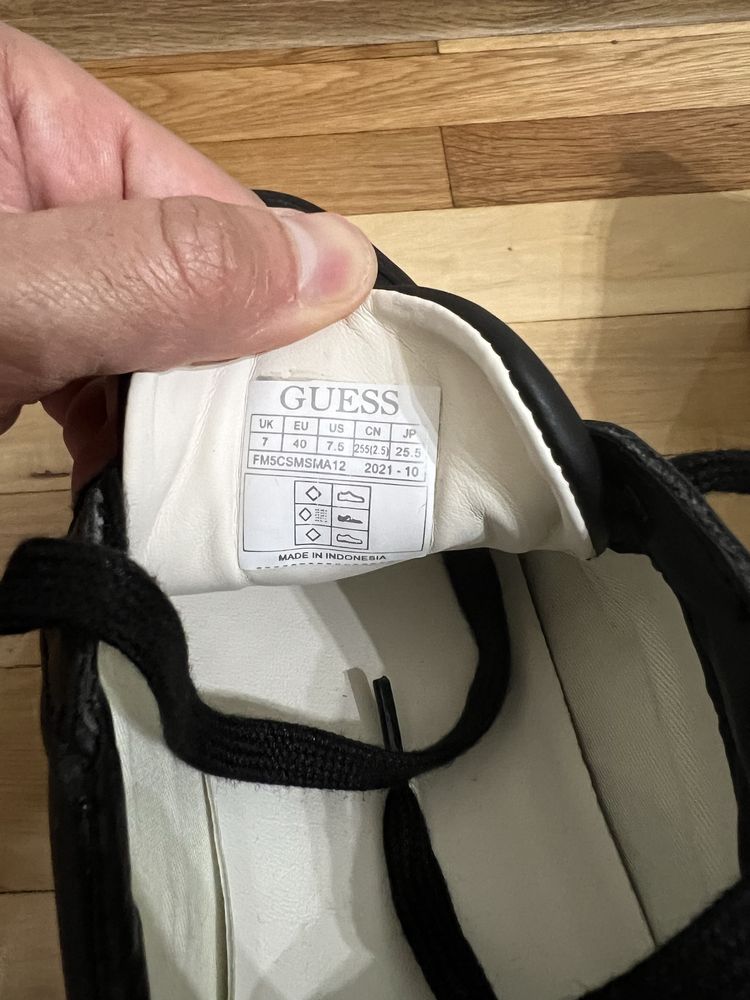 GUESS
UK EU US CN JP
7 40 7.5 255(2.5) 25.5
FM5CSMSMA12 2021 - 10
MADE IN INDONESIA